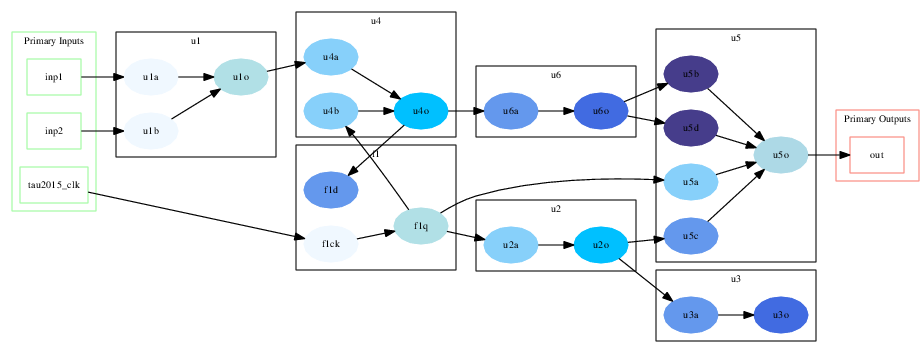 Primary Inputs
inp1
inp2
tau2015_clk
u1
u1a
u1o
u1b
u4
u4a
u4b
u4o
f1
f1d
f1q
f1ck
u6
u6a
u6o
u2
u2a
u2o
u5
u5b
u5d
u5o
u5a
u5c
u3
u3a
u3o
Primary Outputs
out